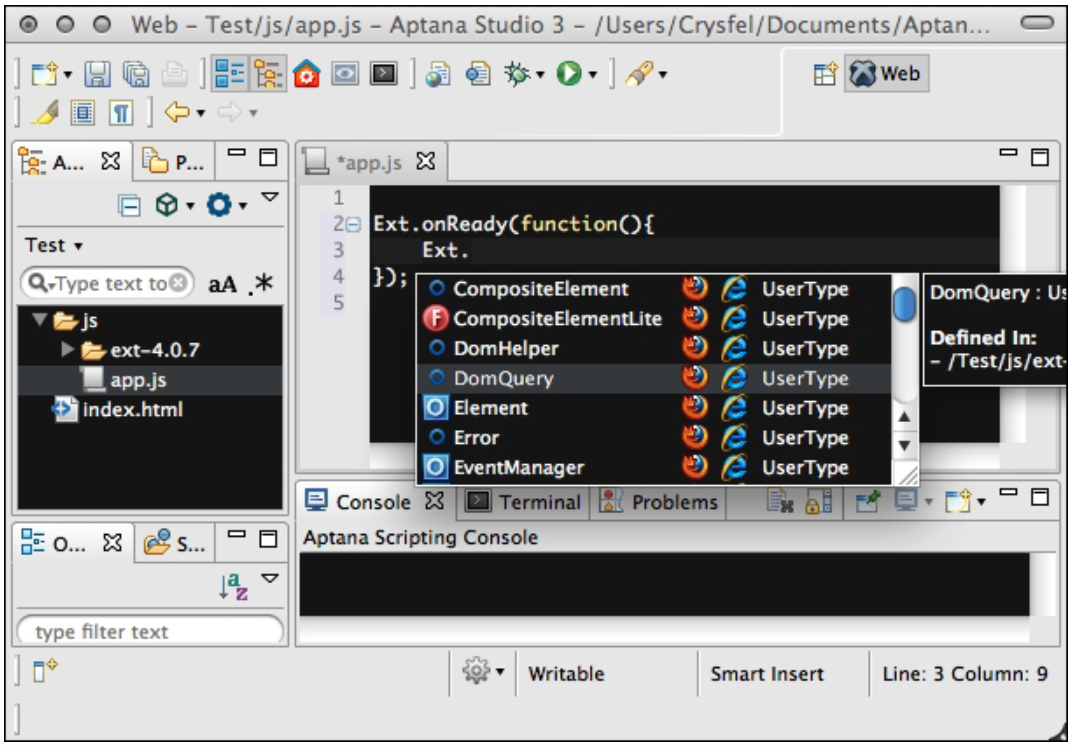 Web – Test/js/app.js – Aptana Studio 3 – /Users/Crysfel/Documents/Aptan...
Web
A...
P...
*app.js
Test
Type text to
aA .*
js
ext-4.0.7
app.js
index.html
1
2 Ext.onReady(function(){
3 Ext.
4 });
5
CompositeElement UserType
F CompositeElementLite UserType
DomHelper UserType
DomQuery UserType
O Element UserType
Error UserType
O EventManager UserType
DomQuery : Us
Defined In:
– /Test/js/ext-
Console Terminal Problems
Aptana Scripting Console
O...
S...
a
z
type filter text
Writable Smart Insert Line: 3 Column: 9